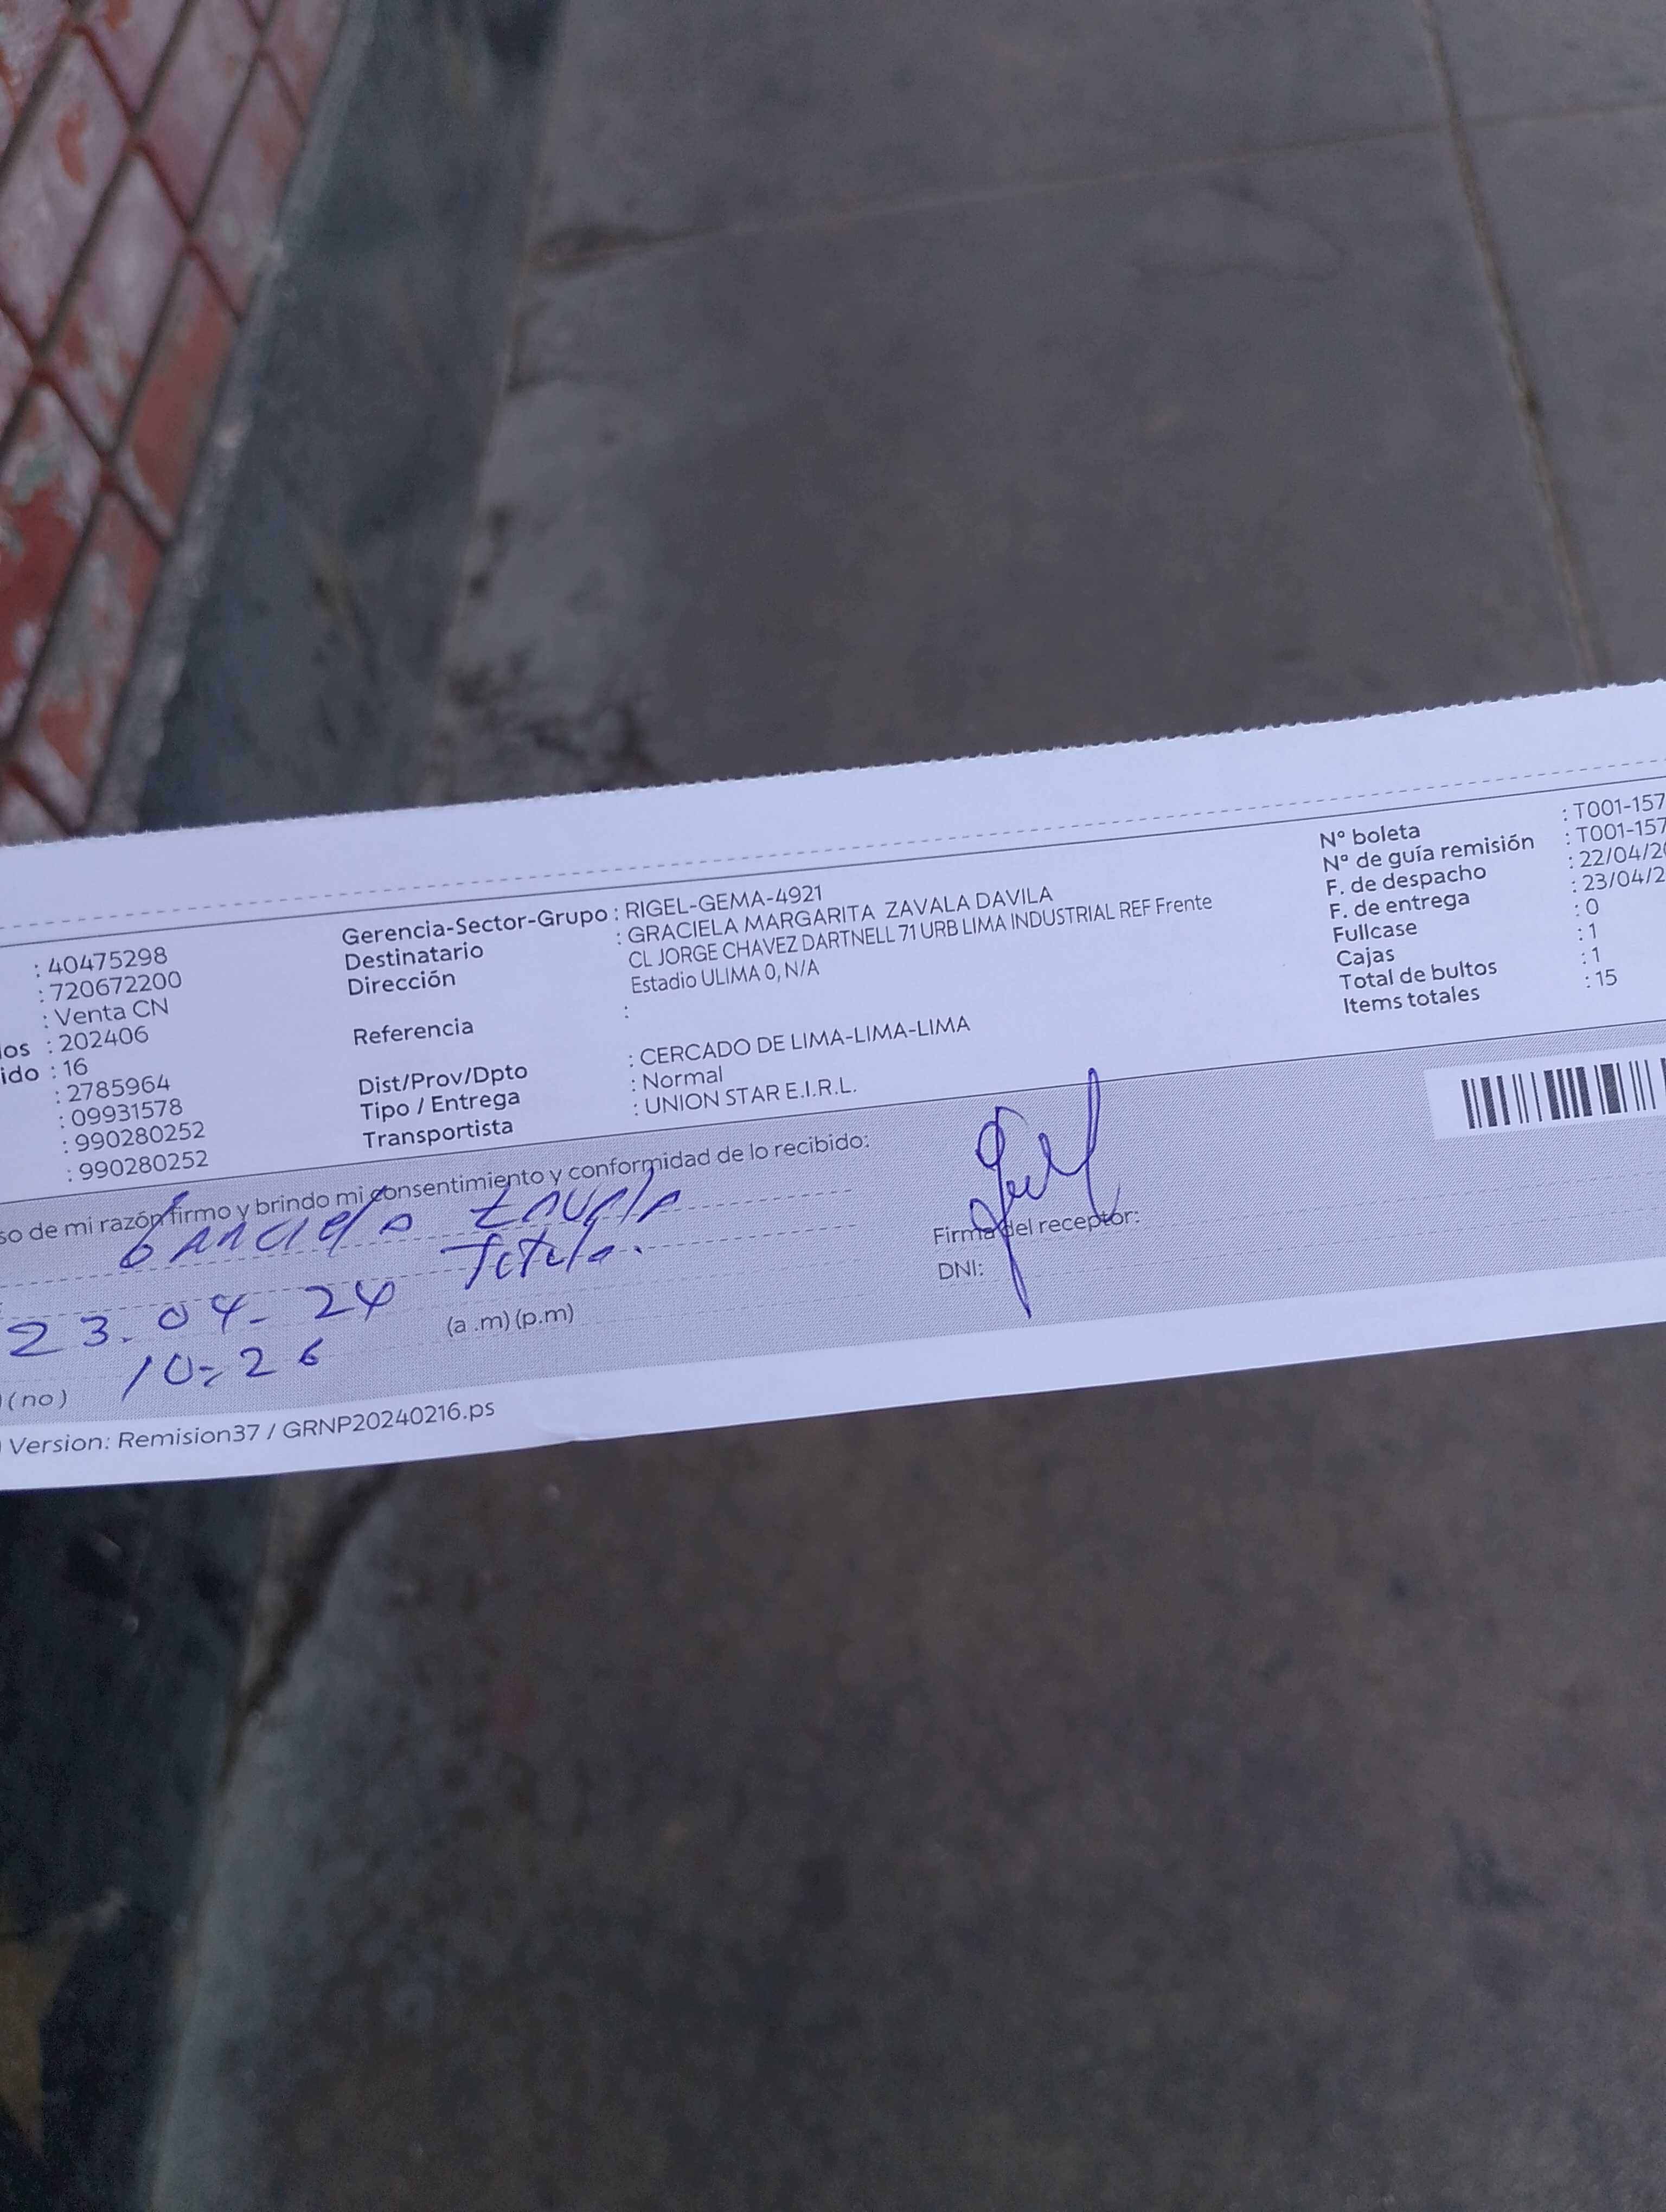 : 40475298
: 720672200
: Venta CN
os : 202406
ido : 16
: 2785964
: 09931578
: 990280252
: 990280252
Gerencia-Sector-Grupo : RIGEL-GEMA-4921
Destinatario : GRACIELA MARGARITA ZAVALA DAVILA
Dirección CL JORGE CHAVEZ DARTNELL 71 URB LIMA INDUSTRIAL REF Frente
Estadio ULIMA 0, N/A
Referencia :
Dist/Prov/Dpto : CERCADO DE LIMA-LIMA-LIMA
Tipo / Entrega : Normal
Transportista : UNION STAR E.I.R.L.
N° boleta : T001-157
N° de guía remisión : T001-157
F. de despacho : 22/04/2
F. de entrega : 23/04/2
Fullcase : 0
Cajas : 1
Total de bultos : 1
Items totales : 15
so de mi razón firmo y brindo mi consentimiento y conformidad de lo recibido:
Graciela Zavala
Titula.
23.04-24
10:26 (a .m) (p.m)
Firma del receptor:
DNI:
(no)
Version: Remision37 / GRNP20240216.ps